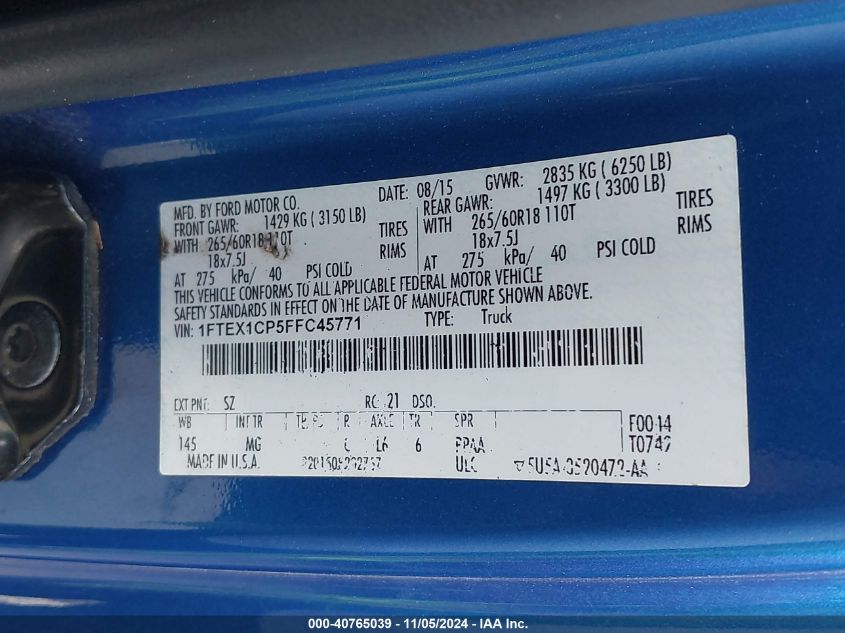 MFD. BY FORD MOTOR CO. DATE: 08/15 GVWR: 2835 KG ( 6250 LB)
FRONT GAWR: 1429 KG ( 3150 LB) REAR GAWR: 1497 KG ( 3300 LB)
WITH 265/60R18 110T TIRES WITH 265/60R18 110T TIRES
18x7.5J RIMS 18x7.5J RIMS
AT 275 kPa/ 40 PSI COLD AT 275 kPa/ 40 PSI COLD
THIS VEHICLE CONFORMS TO ALL APPLICABLE FEDERAL MOTOR VEHICLE
SAFETY STANDARDS IN EFFECT ON THE DATE OF MANUFACTURE SHOWN ABOVE.
VIN: 1FTEX1CP5FFC45771 TYPE: Truck
EXT PNT: SZ RC: 21 DSO:
WB INT TR R AXLE TR SPR
145 MG L6 6 PPAA
F0014
T0742
MADE IN U.S.A. ULC
000-40765039 - 11/05/2024 - IAA Inc.